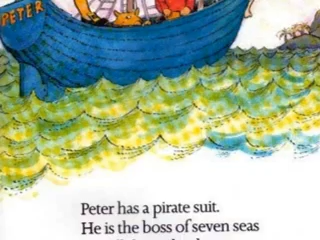 PETER
Peter has a pirate suit.
He is the boss of seven seas